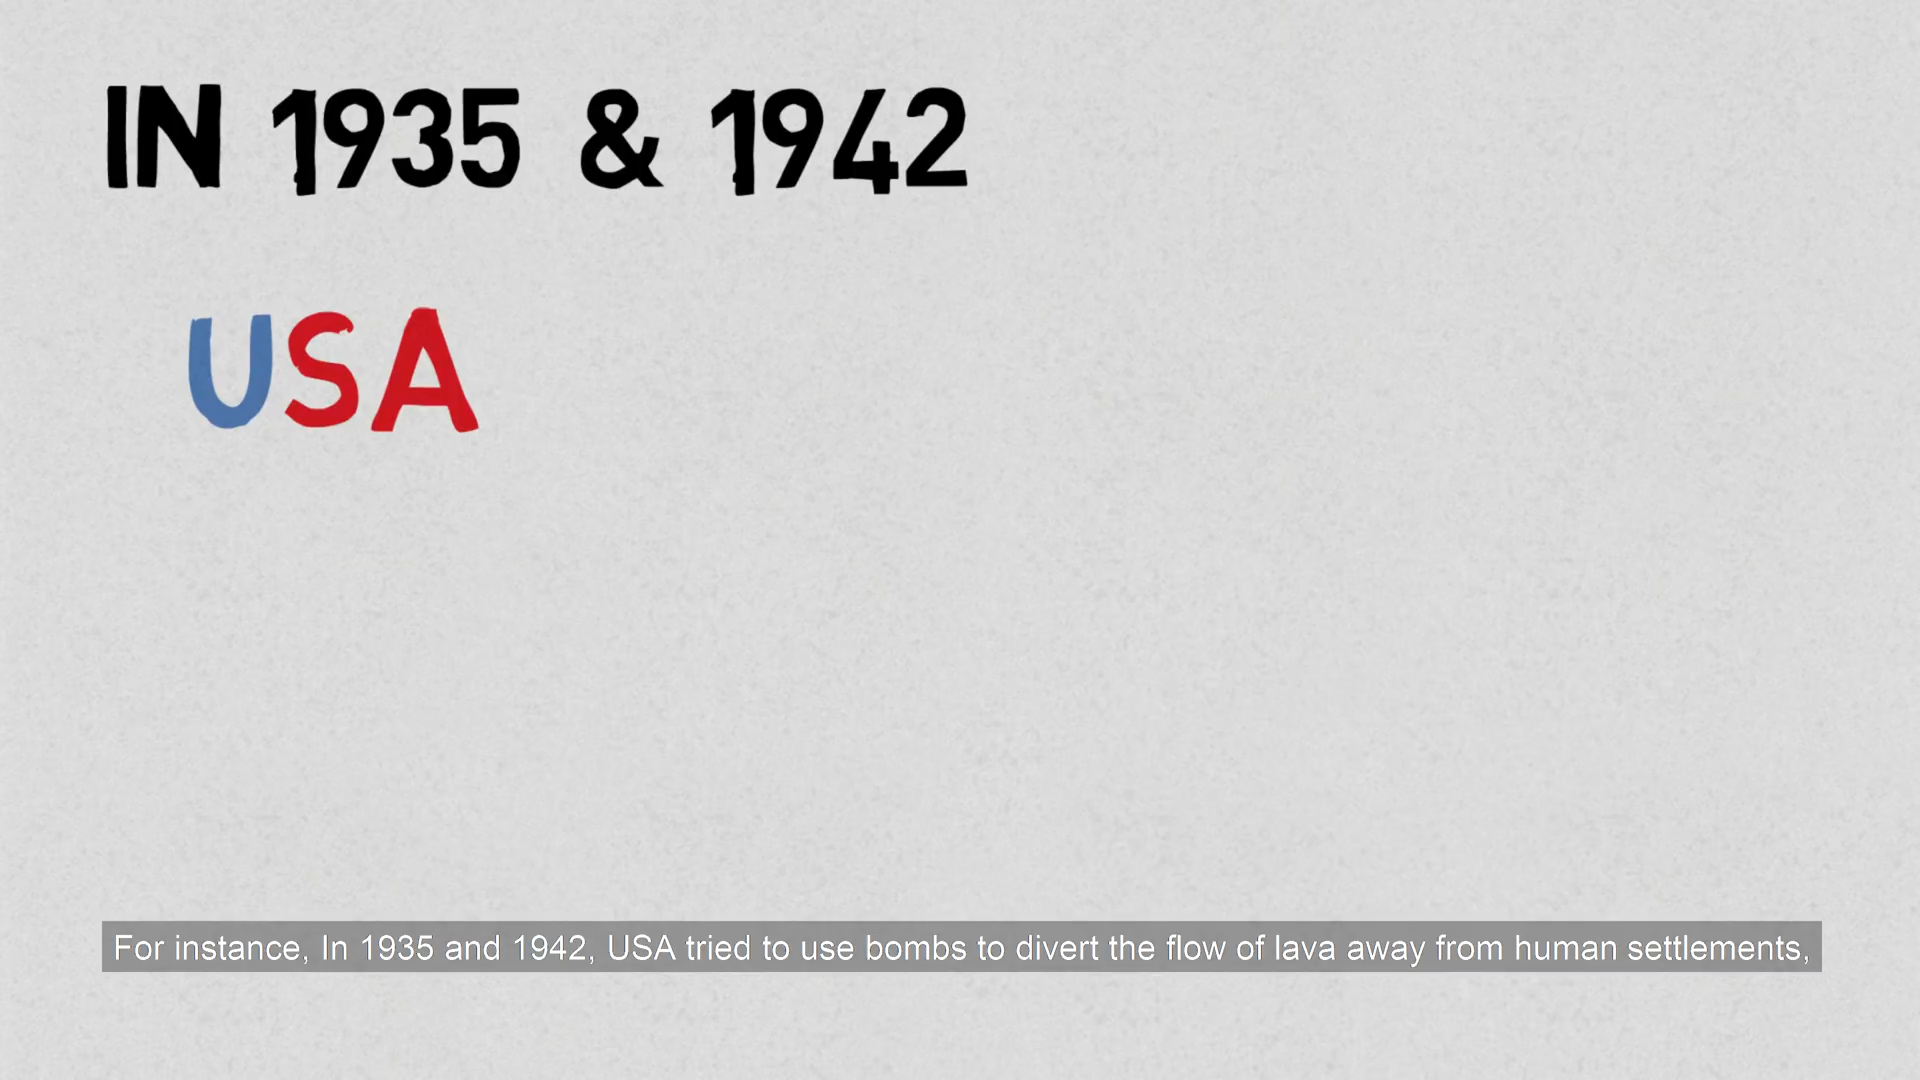 IN 1935 & 1942
USA
For instance, In 1935 and 1942, USA tried to use bombs to divert the flow of lava away from human settlements,